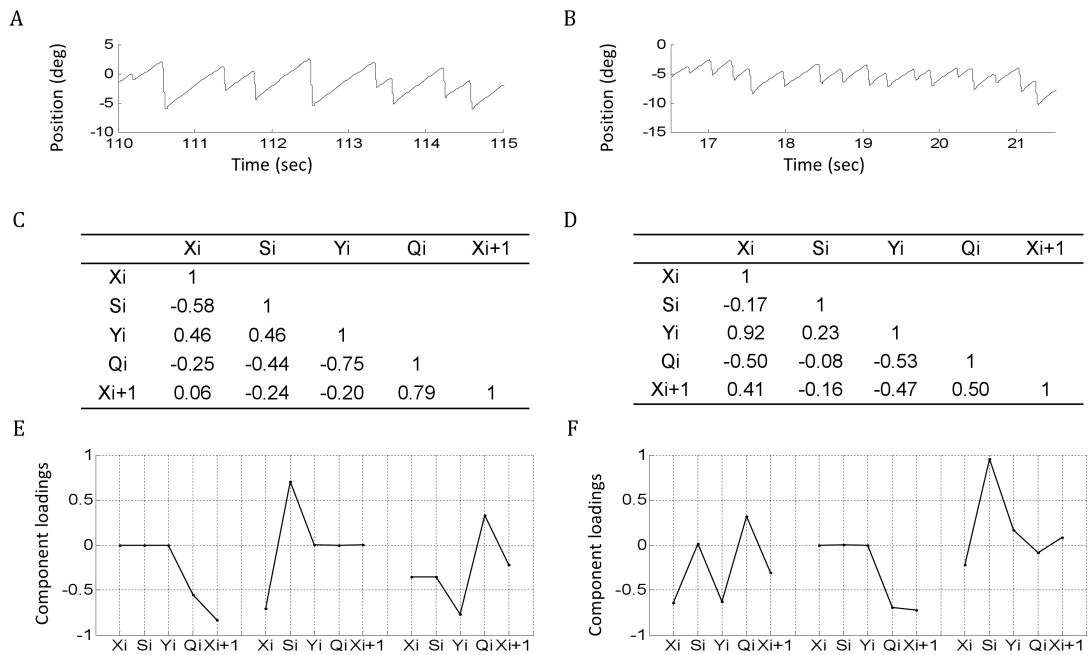 A
Position (deg)
5
0
-5
-10
110 111 112 113 114 115
Time (sec)
B
Position (deg)
0
-5
-10
-15
17 18 19 20 21
Time (sec)
C
Xi Si Yi Qi Xi+1
Xi 1
Si -0.58 1
Yi 0.46 0.46 1
Qi -0.25 -0.44 -0.75 1
Xi+1 0.06 -0.24 -0.20 0.79 1
D
Xi Si Yi Qi Xi+1
Xi 1
Si -0.17 1
Yi 0.92 0.23 1
Qi -0.50 -0.08 -0.53 1
Xi+1 0.41 -0.16 -0.47 0.50 1
E
Component loadings
1
0.5
0
-0.5
-1
Xi Si Yi Qi Xi+1 Xi Si Yi Qi Xi+1 Xi Si Yi Qi Xi+1
F
Component loadings
1
0.5
0
-0.5
-1
Xi Si Yi Qi Xi+1 Xi Si Yi Qi Xi+1 Xi Si Yi Qi Xi+1